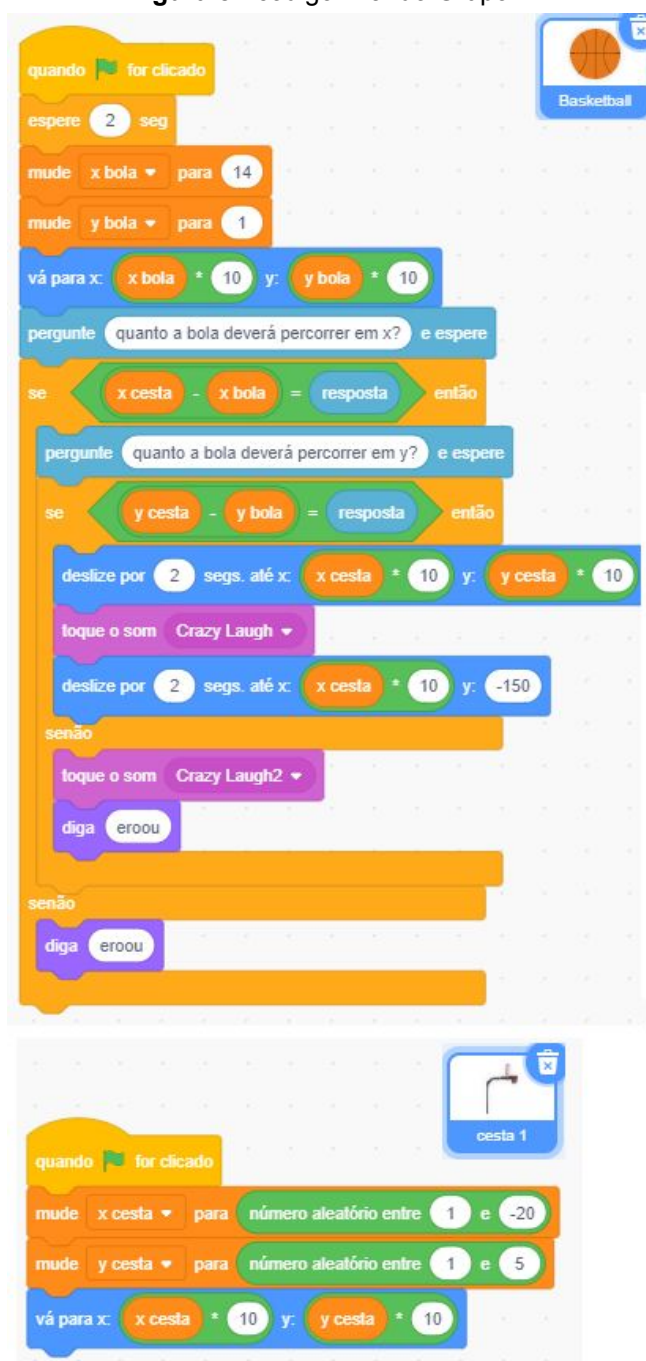 quando for clicado
Basketball
espere 2 seg
mude x bola para 14
mude y bola para 1
vá para x: x bola * 10 y: y bola * 10
pergunte quanto a bola deverá percorrer em x? e espere
se x cesta - x bola = resposta então
pergunte quanto a bola deverá percorrer em y? e espere
se y cesta - y bola = resposta então
deslize por 2 segs. até x: x cesta * 10 y: y cesta * 10
toque o som Crazy Laugh
deslize por 2 segs. até x: x cesta * 10 y: -150
senão
toque o som Crazy Laugh2
diga eroou
senão
diga eroou
cesta 1
quando for clicado
mude x cesta para número aleatório entre 1 e -20
mude y cesta para número aleatório entre 1 e 5
vá para x: x cesta * 10 y: y cesta * 10